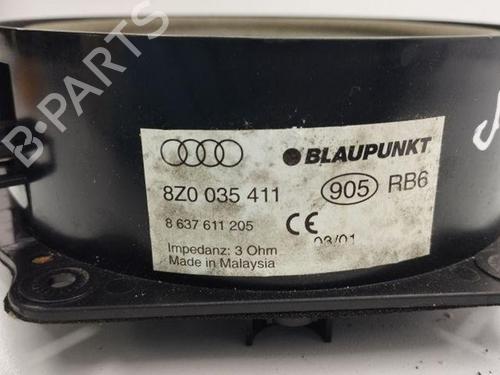 B-PARTS
BLAUPUNKT
8Z0 035 411
905 RB6
8 637 611 205
CE
03/01
Impedanz: 3 Ohm
Made in Malaysia